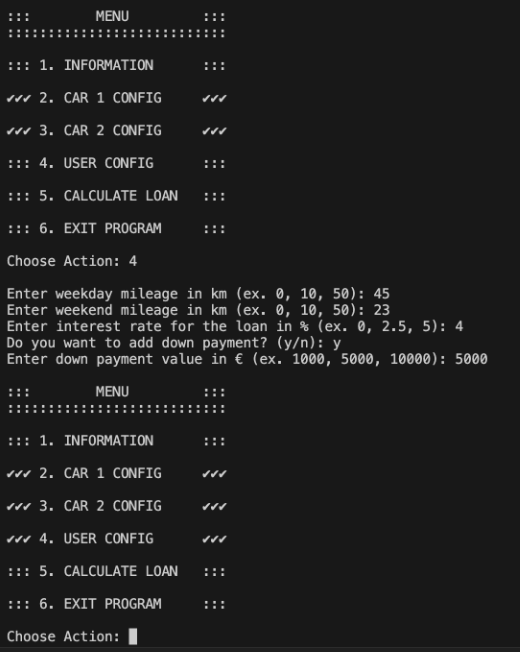 :::        MENU         :::
:::::::::::::::::::::::::::
::: 1. INFORMATION      :::
✔✔✔ 2. CAR 1 CONFIG     ✔✔✔
✔✔✔ 3. CAR 2 CONFIG     ✔✔✔
::: 4. USER CONFIG      :::
::: 5. CALCULATE LOAN   :::
::: 6. EXIT PROGRAM     :::
Choose Action: 4
Enter weekday mileage in km (ex. 0, 10, 50): 45
Enter weekend mileage in km (ex. 0, 10, 50): 23
Enter interest rate for the loan in % (ex. 0, 2.5, 5): 4
Do you want to add down payment? (y/n): y
Enter down payment value in € (ex. 1000, 5000, 10000): 5000
:::        MENU         :::
:::::::::::::::::::::::::::
::: 1. INFORMATION      :::
✔✔✔ 2. CAR 1 CONFIG     ✔✔✔
✔✔✔ 3. CAR 2 CONFIG     ✔✔✔
✔✔✔ 4. USER CONFIG      ✔✔✔
::: 5. CALCULATE LOAN   :::
::: 6. EXIT PROGRAM     :::
Choose Action: